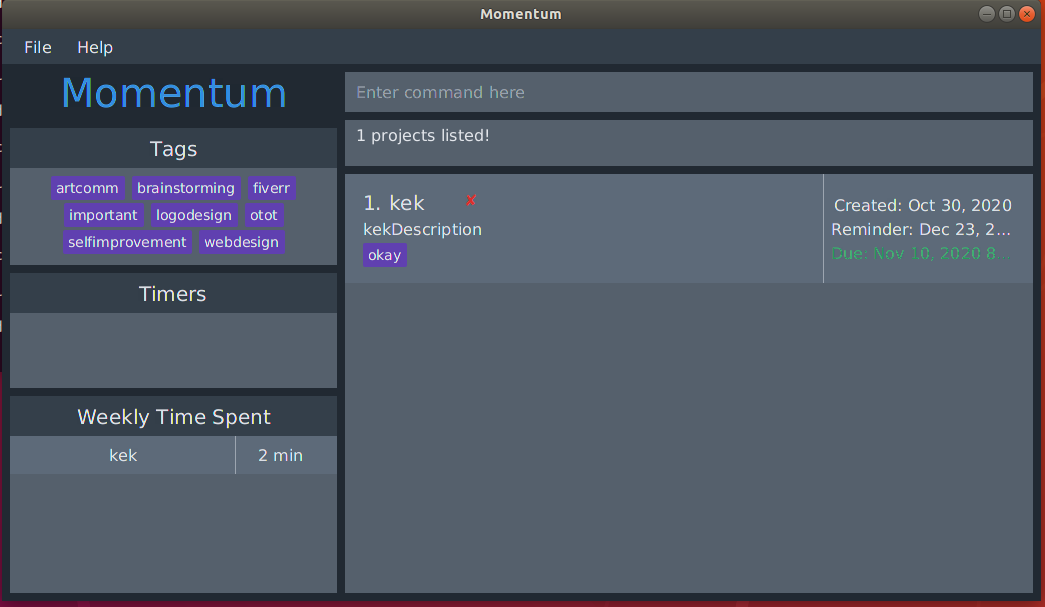 Momentum
File Help
Momentum
Tags
artcomm brainstorming fiverr
important logodesign otot
selfimprovement webdesign
Timers
Weekly Time Spent
kek 2 min
Enter command here
1 projects listed!
1. kek ✗
kekDescription
okay
Created: Oct 30, 2020
Reminder: Dec 23, 2...
Due: Nov 10, 2020 8...